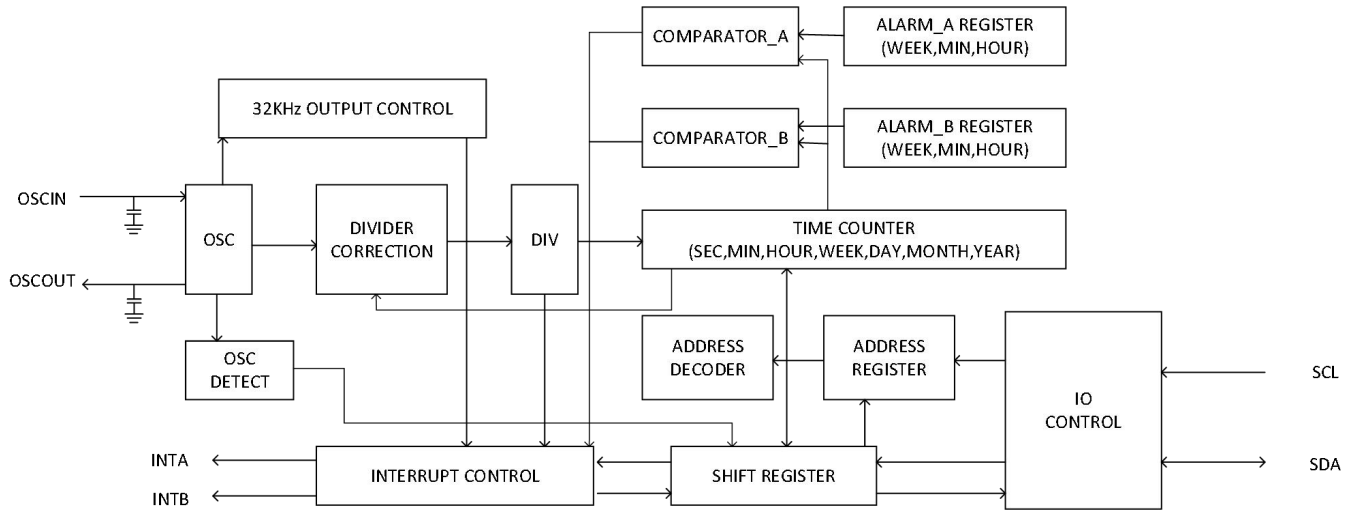 COMPARATOR_A
ALARM_A REGISTER
(WEEK,MIN,HOUR)
32KHz OUTPUT CONTROL
COMPARATOR_B
ALARM_B REGISTER
(WEEK,MIN,HOUR)
OSCIN
OSC
DIVIDER
CORRECTION
DIV
TIME COUNTER
(SEC,MIN,HOUR,WEEK,DAY,MONTH,YEAR)
OSCOUT
OSC
DETECT
ADDRESS
DECODER
ADDRESS
REGISTER
IO
CONTROL
SCL
SDA
INTA
INTB
INTERRUPT CONTROL
SHIFT REGISTER